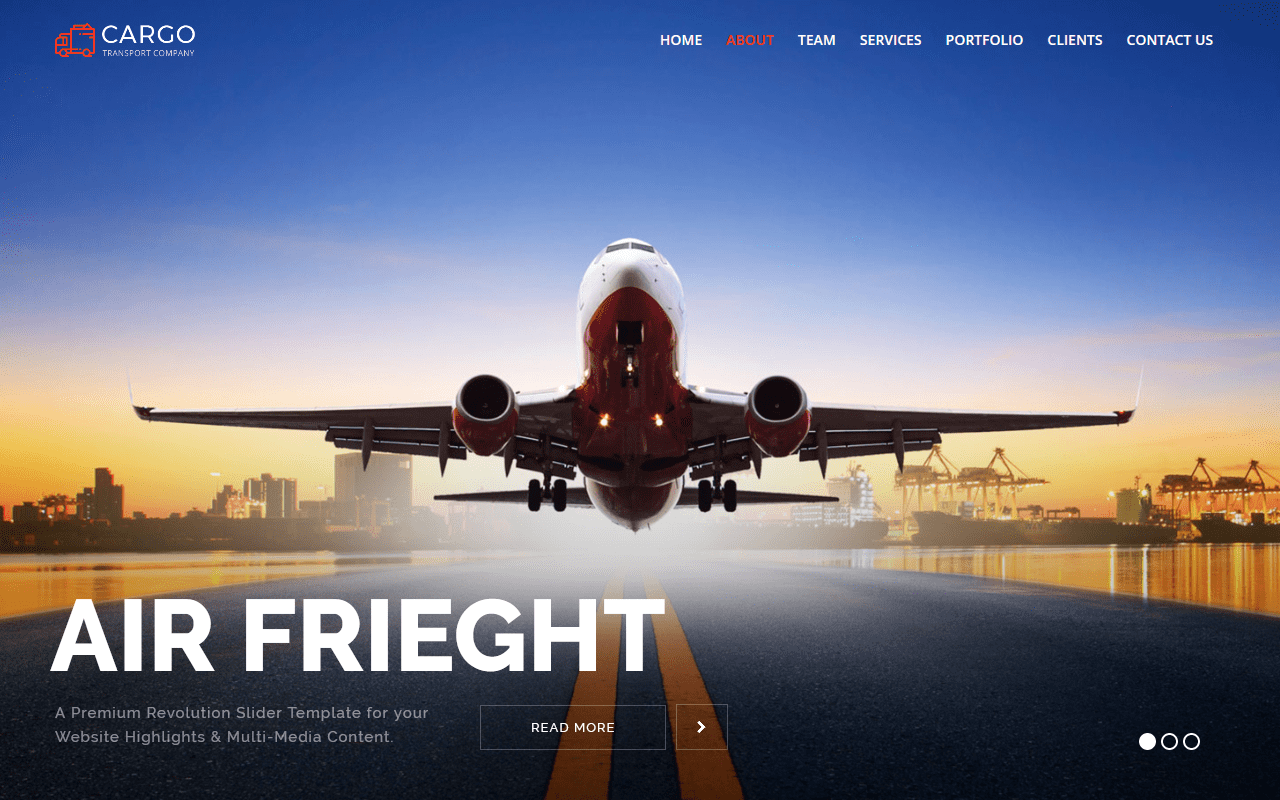 CARGO
TRANSPORT COMPANY
HOME ABOUT TEAM SERVICES PORTFOLIO CLIENTS CONTACT US
AIR FRIEGHT
A Premium Revolution Slider Template for your
Website Highlights & Multi-Media Content.
READ MORE